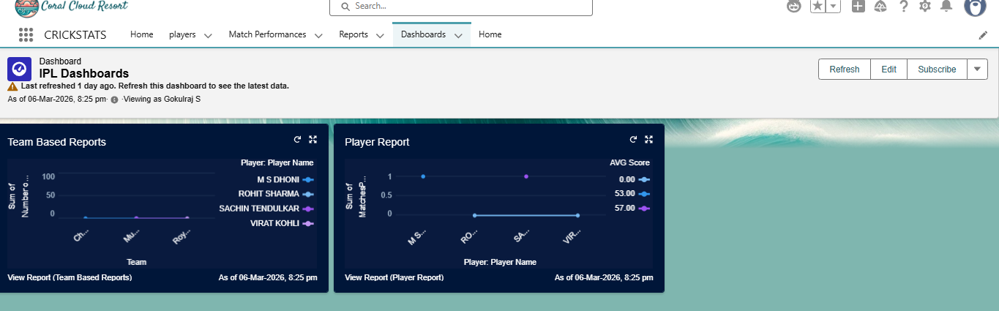 Coral Cloud Resort
Search...
CRICKSTATS
Home
players
Match Performances
Reports
Dashboards
Home
Dashboard
IPL Dashboards
Last refreshed 1 day ago. Refresh this dashboard to see the latest data.
As of 06-Mar-2026, 8:25 pm·
·Viewing as Gokulraj S
Refresh
Edit
Subscribe
Team Based Reports
Sum of
Number o...
100
50
0
Ch...
Mu...
Roy...
Team
Player: Player Name
M S DHONI
ROHIT SHARMA
SACHIN TENDULKAR
VIRAT KOHLI
View Report (Team Based Reports)
As of 06-Mar-2026, 8:25 pm
Player Report
Sum of
MatchesP...
1
0.5
0
M S...
RO...
SA...
VIR...
Player: Player Name
AVG Score
0.00
53.00
57.00
View Report (Player Report)
As of 06-Mar-2026, 8:25 pm